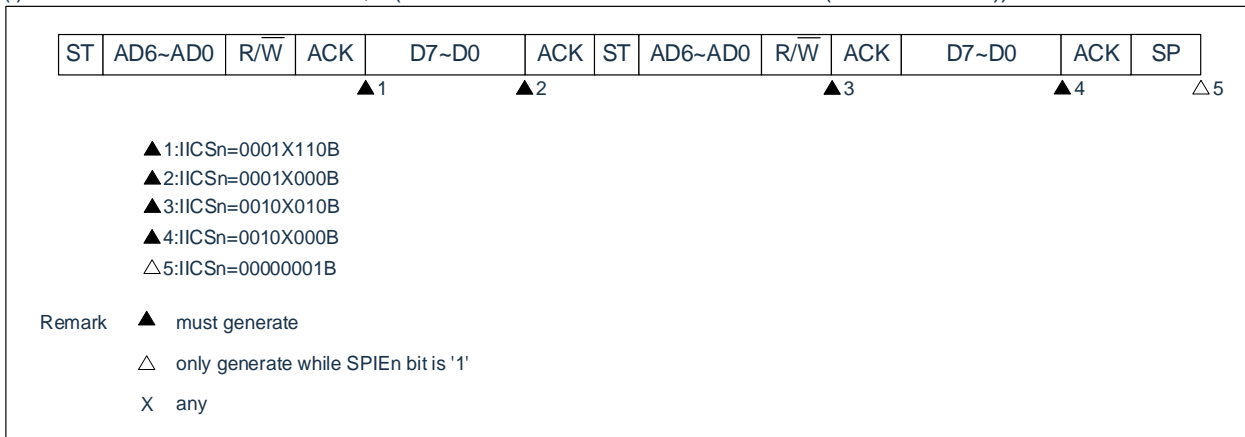 ST AD6~AD0 R/W̅ ACK D7~D0 ACK ST AD6~AD0 R/W̅ ACK D7~D0 ACK SP
▲1 ▲2 ▲3 ▲4 △5
▲1:IICSn=0001X110B
▲2:IICSn=0001X000B
▲3:IICSn=0010X010B
▲4:IICSn=0010X000B
△5:IICSn=00000001B
Remark ▲ must generate
△ only generate while SPIEn bit is '1'
X any